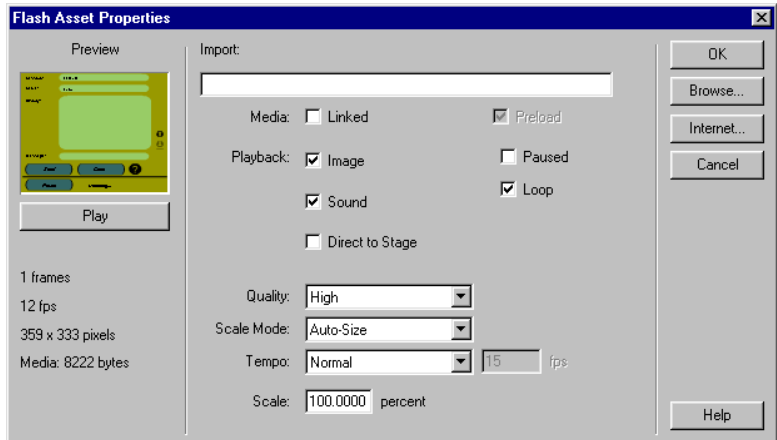 Flash Asset Properties
Preview
Play
1 frames
12 fps
359 x 333 pixels
Media: 8222 bytes
Import:
Media: Linked Preload
Playback: Image Paused
Loop
Sound
Direct to Stage
Quality: High
Scale Mode: Auto-Size
Tempo: Normal 15 fps
Scale: 100.0000 percent
OK
Browse...
Internet...
Cancel
Help